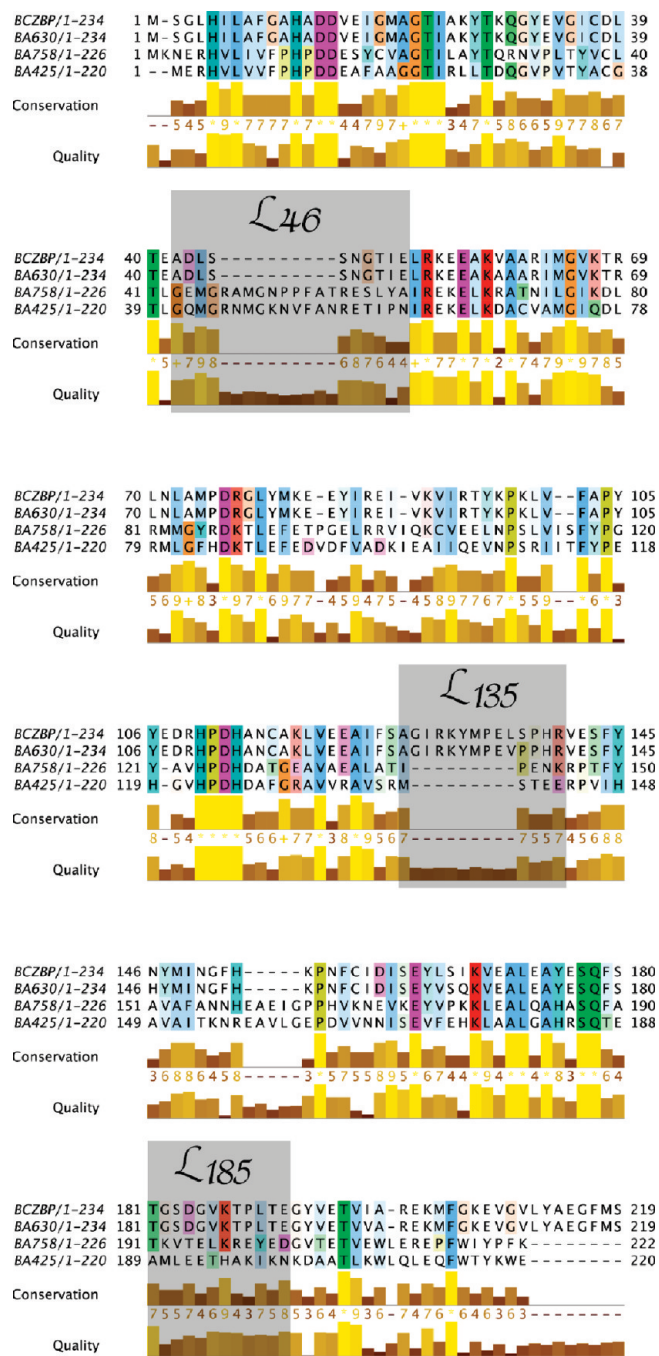 BCZBP/1-234 1 M-SGLHILAFGAHADDVEIGMAGTIAKYTKQGYEVGICDL 39
BA630/1-234 1 M-SGLHILAFGAHADDVEIGMAGTIAKYTKQGYEVGICDL 39
BA758/1-226 1 MKNERHVLIVFPHPDDESYCVAGTILAYTQRNVPLTYVCL 40
BA425/1-220 1 --MERHVLVVFPHPDDEAFAAGGTIRLLTDQGVPVTYACG 38
Conservation
--545*9*7777*7**44797+***347*58665977867
Quality
L46
BCZBP/1-234 40 TEADLS----------SNGTIELRKEEAKVAARIMGVKTR 69
BA630/1-234 40 TEADLS----------SNGTIELRKEEAKAAARIMGVKTR 69
BA758/1-226 41 TLGEMGRAMGNPPFATRESLYAIREKELKRATNILGIKDL 80
BA425/1-220 39 TLGQMGRNMGKNVFANRETIPNIREKELKDACVAMGIQDL 78
Conservation
*5+798----------687644+*77*7*2*7479*9785
Quality
BCZBP/1-234 70 LNLAMPDRGLYMKE-EYIREI-VKVIRTYKPKLV--FAPY 105
BA630/1-234 70 LNLAMPDRGLYMKE-EYIREI-VKVIRTYKPKLV--FAPY 105
BA758/1-226 81 RMMGYRDKTLEFETPGELRRVIQKCVEELNPSLVISFYPG 120
BA425/1-220 79 RMLGFHDKTLEFEDVDFVADKIEAIIQEVNPSRIITFYPE 118
Conservation
569+83*97*6977-459475-45897767*559--*6*3
Quality
L135
BCZBP/1-234 106 YEDRHPDHANCAKLVEEAIFSAGIRKYMPELSPHRVESFY 145
BA630/1-234 106 YEDRHPDHANCAKLVEEAIFSAGIRKYMPEVPPHRVESFY 145
BA758/1-226 121 Y-AVHPDHDATGEAVAEALATI---------PENKRPTFY 150
BA425/1-220 119 H-GVHPDHDAFGRAVVRAVSRM---------STEERPVIH 148
Conservation
8-54****566+77*38*9567---------755745688
Quality
BCZBP/1-234 146 NYMINGFH-----KPNFCIDISEYLSIKVEALEAYESQFS 180
BA630/1-234 146 HYMINGFH-----KPNFCIDISEYVSQKVEALEAYESQFS 180
BA758/1-226 151 AVAFANNHEAEIGPPHVKNEVKEYVPKKLEALQAHASQFA 190
BA425/1-220 149 AVAITKNREAVLGEPDVVNNISEVFEHKLAALGAHRSQTE 188
Conservation
36886458-----3*5755895*6744*94**4*83**64
Quality
L185
BCZBP/1-234 181 TGSDGVKTPLTEGYVETVIA-REKMFGKEVGVLYAEGFMS 219
BA630/1-234 181 TGSDGVKTPLTEGYVETVVA-REKMFGKEVGVLYAEGFMS 219
BA758/1-226 191 TKVTELKREYEDGVTETVEWLEREPFWIPYFK 222
BA425/1-220 189 AMLEETHAKIKNKDAATLKWLQLEQFWTYKWE 220
Conservation
7557469437585364*936-7476*646363--------
Quality